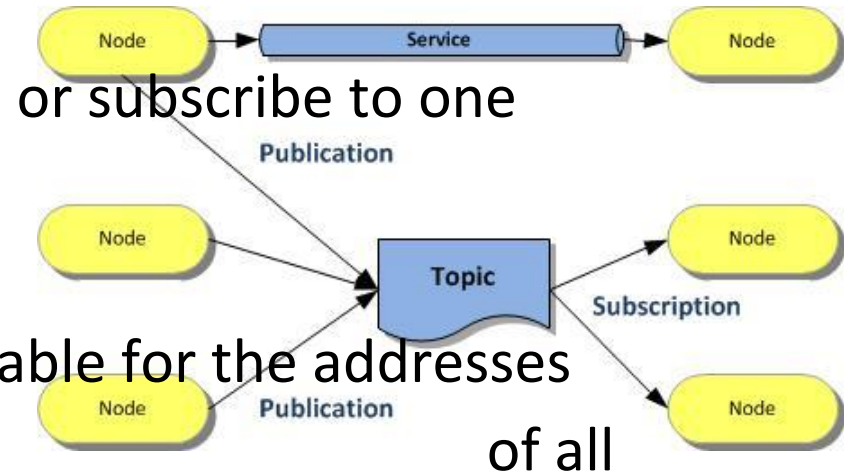 Node Service Node
or subscribe to one
Publication
Node Node
Topic
Subscription
able for the addresses
Node Publication Node
of all